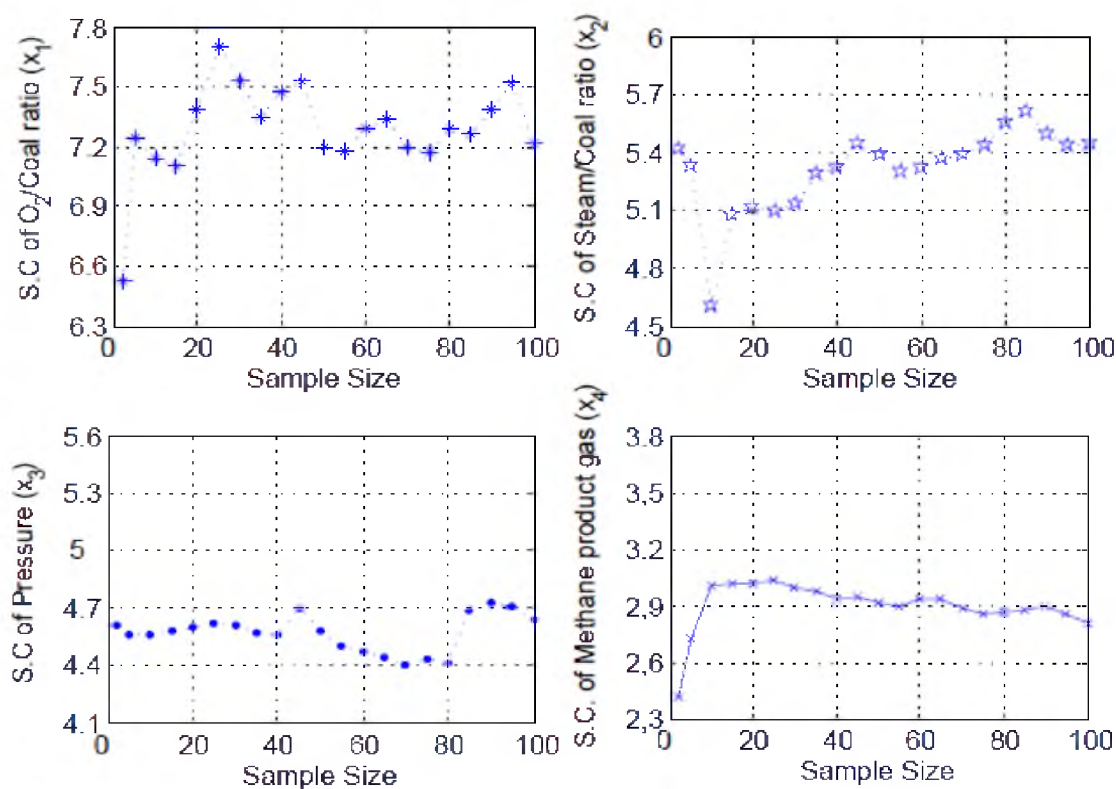 S.C of O₂/Coal ratio (x₁)
7.8
7.5
7.2
6.9
6.6
6.3
0 20 40 60 80 100
Sample Size
S.C of Steam/Coal ratio (x₂)
6
5.7
5.4
5.1
4.8
4.5
0 20 40 60 80 100
Sample Size
S.C of Pressure (x₃)
5.6
5.3
5
4.7
4.4
4.1
0 20 40 60 80 100
Sample Size
S.C. of Methane product gas (x₄)
3.8
3.5
3.2
2.9
2.6
2.3
0 20 40 60 80 100
Sample Size